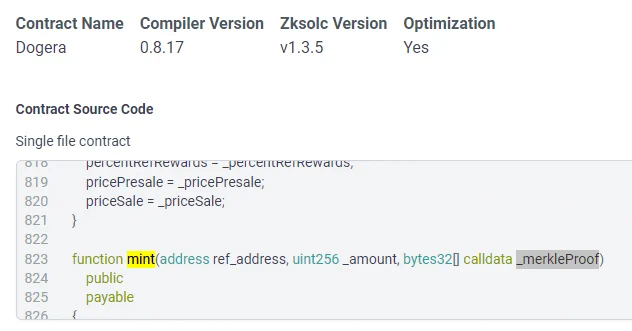 Contract Name Compiler Version Zksolc Version Optimization
Dogera 0.8.17 v1.3.5 Yes
Contract Source Code
Single file contract
818 percentRefRewards = _percentRefRewards;
819 pricePresale = _pricePresale;
820 priceSale = _priceSale;
821 }
822
823 function mint(address ref_address, uint256 _amount, bytes32[] calldata _merkleProof)
824 public
825 payable
826 {